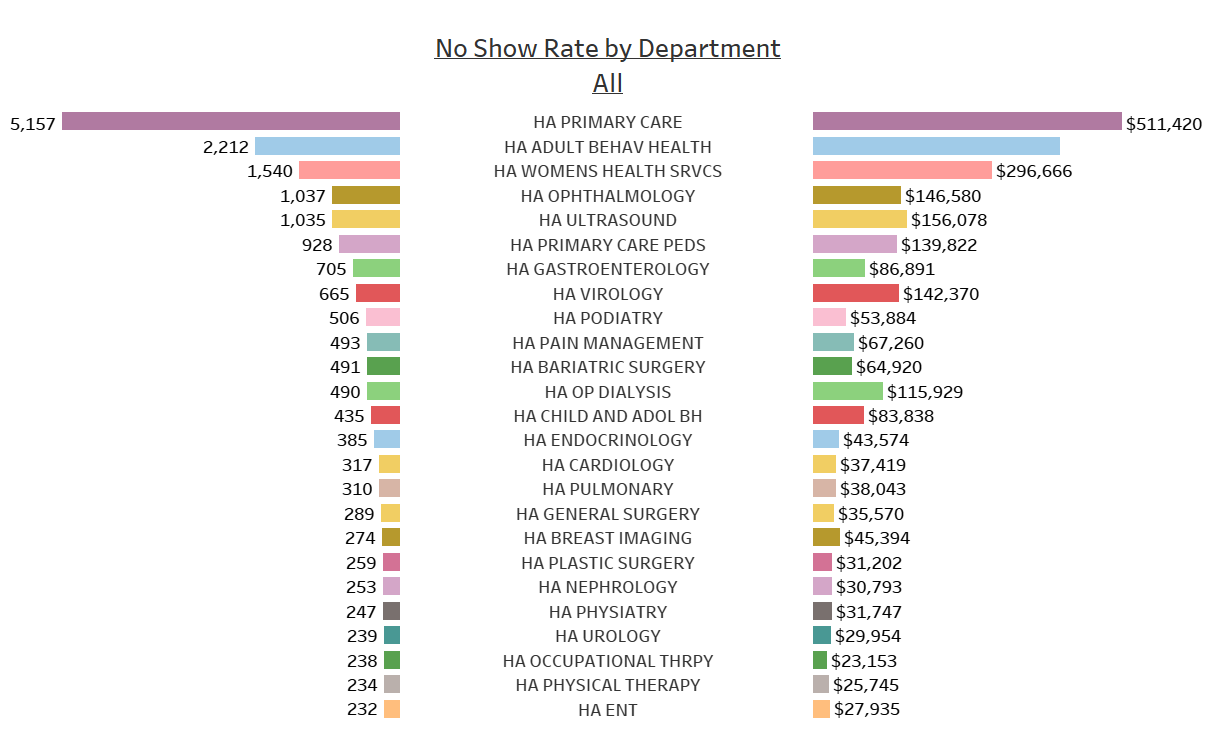 No Show Rate by Department
All
5,157 HA PRIMARY CARE $511,420
2,212 HA ADULT BEHAV HEALTH
1,540 HA WOMENS HEALTH SRVCS $296,666
1,037 HA OPHTHALMOLOGY $146,580
1,035 HA ULTRASOUND $156,078
928 HA PRIMARY CARE PEDS $139,822
705 HA GASTROENTEROLOGY $86,891
665 HA VIROLOGY $142,370
506 HA PODIATRY $53,884
493 HA PAIN MANAGEMENT $67,260
491 HA BARIATRIC SURGERY $64,920
490 HA OP DIALYSIS $115,929
435 HA CHILD AND ADOL BH $83,838
385 HA ENDOCRINOLOGY $43,574
317 HA CARDIOLOGY $37,419
310 HA PULMONARY $38,043
289 HA GENERAL SURGERY $35,570
274 HA BREAST IMAGING $45,394
259 HA PLASTIC SURGERY $31,202
253 HA NEPHROLOGY $30,793
247 HA PHYSIATRY $31,747
239 HA UROLOGY $29,954
238 HA OCCUPATIONAL THRPY $23,153
234 HA PHYSICAL THERAPY $25,745
232 HA ENT $27,935